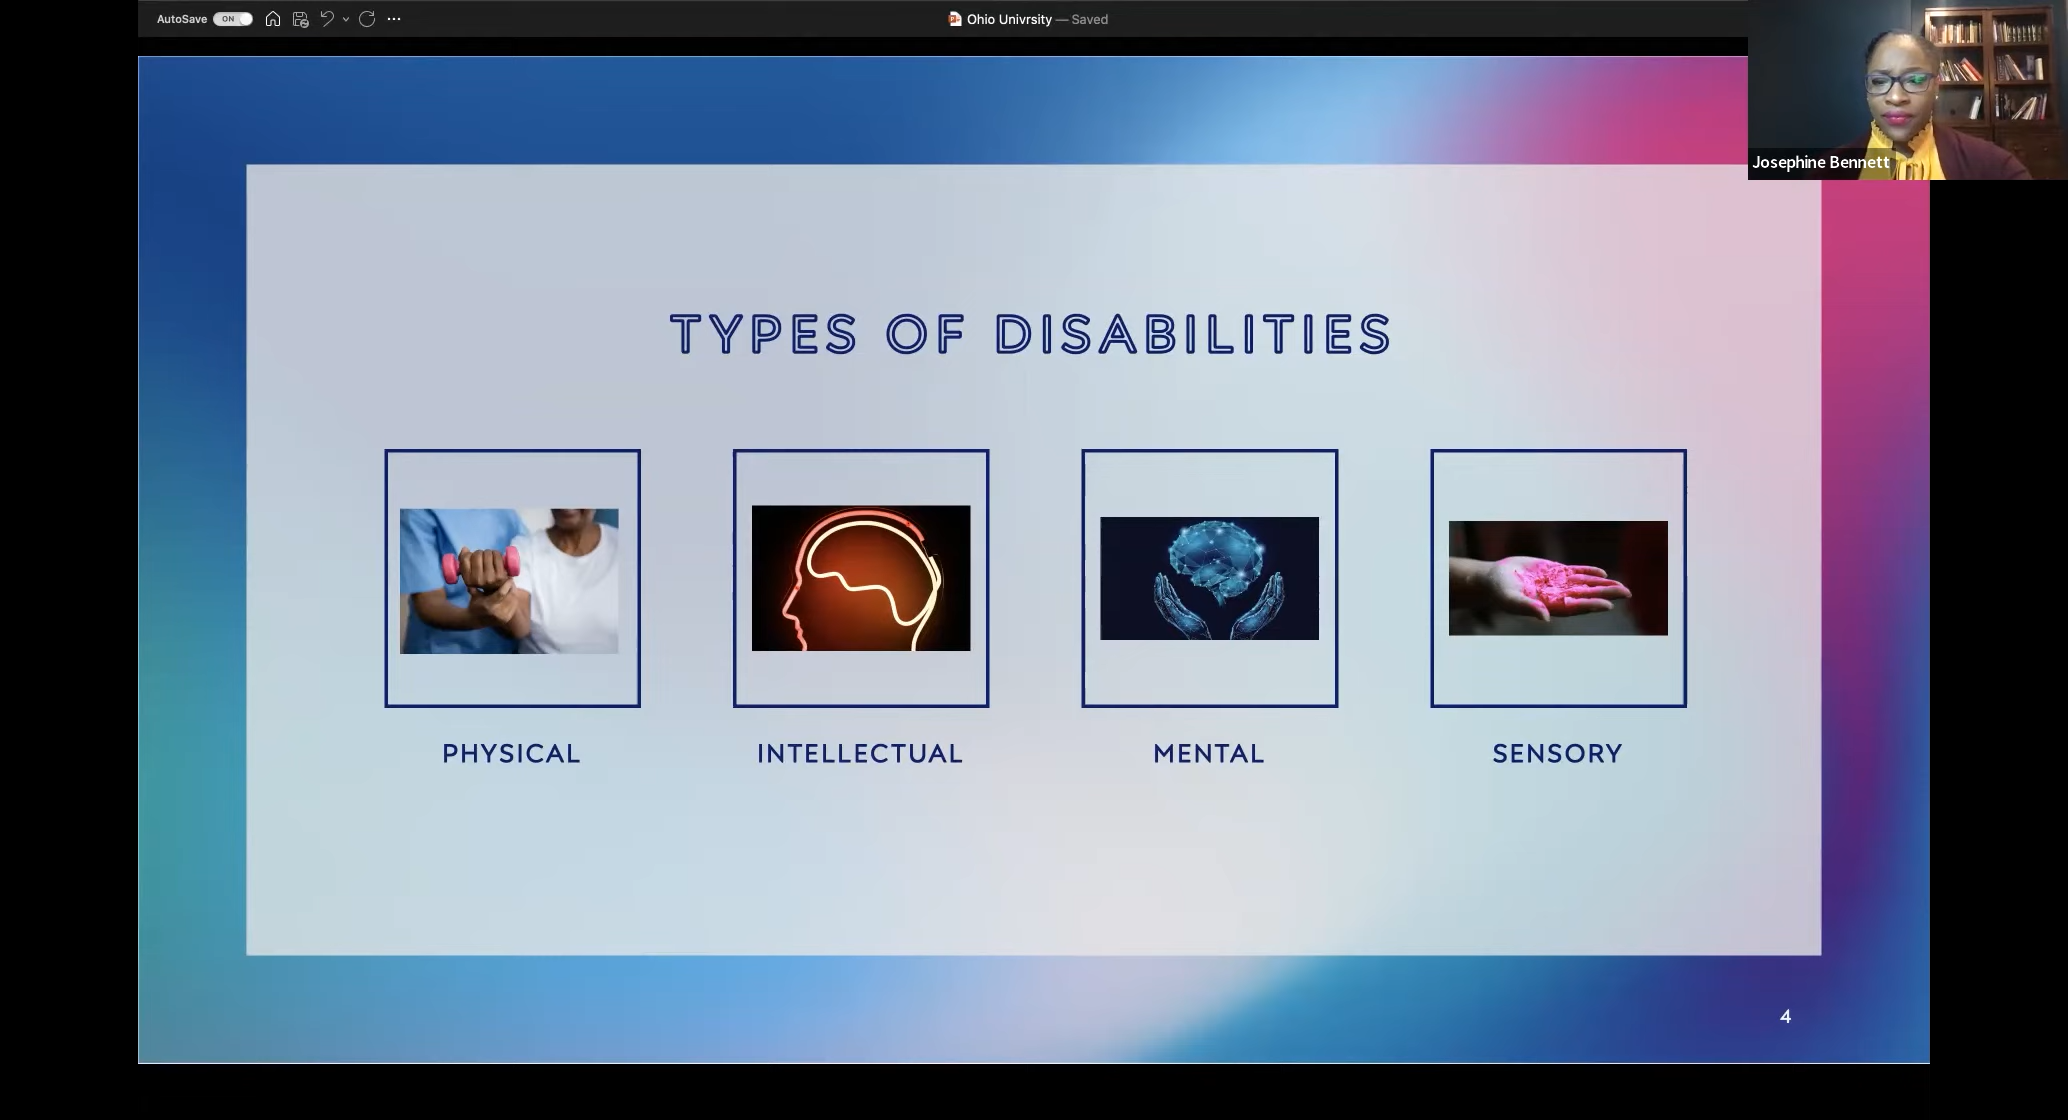 AutoSave ON
Ohio Univrsity — Saved
Josephine Bennett
TYPES OF DISABILITIES
PHYSICAL
INTELLECTUAL
MENTAL
SENSORY
4